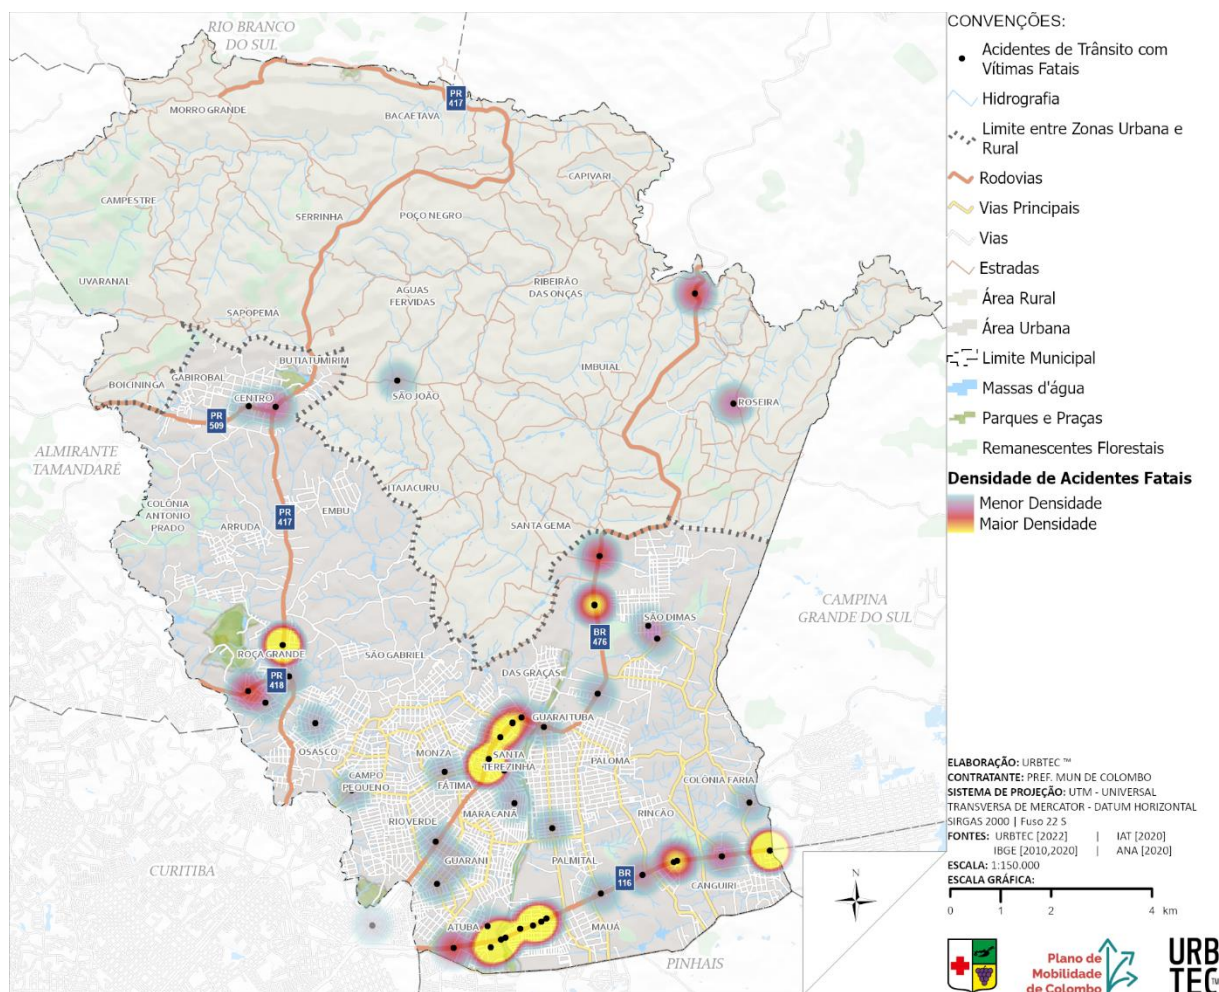 RIO BRANCO
DO SUL
MORRO GRANDE
PR
417
BACAETAVA
CAPIVARI
CAMPESTRE
SERRINHA
POÇO NEGRO
UVARANAL
AGUAS
FERVIDAS
RIBEIRÃO
DAS ONÇAS
SAPOPEMA
BUTIATUMIRIM
BOICININGA
GABIROBAL
IMBUIAL
CENTRO
SÃO JOÃO
ROSEIRA
PR
509
ALMIRANTE
TAMANDARÉ
ITAJACURU
COLÔNIA
ANTONIO
PRADO
ARRUDA
EMBU
PR
417
SANTA GEMA
CAMPINA
GRANDE DO SUL
SÃO DIMAS
BR
476
ROÇA GRANDE
SÃO GABRIEL
PR
418
DAS GRAÇAS
GUARAITUBA
OSASCO
MONZA
SANTA
TEREZINHA
PALOMA
CAMPO
PEQUENO
FÁTIMA
COLÔNIA FARIA
RIO VERDE
MARACANÃ
RINCÃO
GUARANI
PALMITAL
CURITIBA
BR
116
CANGUIRI
ATUBA
MAUÁ
PINHAIS
N
CONVENÇÕES:
Acidentes de Trânsito com
Vítimas Fatais
Hidrografia
Limite entre Zonas Urbana e
Rural
Rodovias
Vias Principais
Vias
Estradas
Área Rural
Área Urbana
Limite Municipal
Massas d'água
Parques e Praças
Remanescentes Florestais
Densidade de Acidentes Fatais
Menor Densidade
Maior Densidade
ELABORAÇÃO: URBTEC ™
CONTRATANTE: PREF. MUN DE COLOMBO
SISTEMA DE PROJEÇÃO: UTM - UNIVERSAL
TRANSVERSA DE MERCATOR - DATUM HORIZONTAL
SIRGAS 2000 | Fuso 22 S
FONTES: URBTEC [2022] | IAT [2020]
IBGE [2010,2020] | ANA [2020]
ESCALA: 1:150.000
ESCALA GRÁFICA:
0 1 2 4 km
Plano de
Mobilidade
de Colombo
URB
TEC™